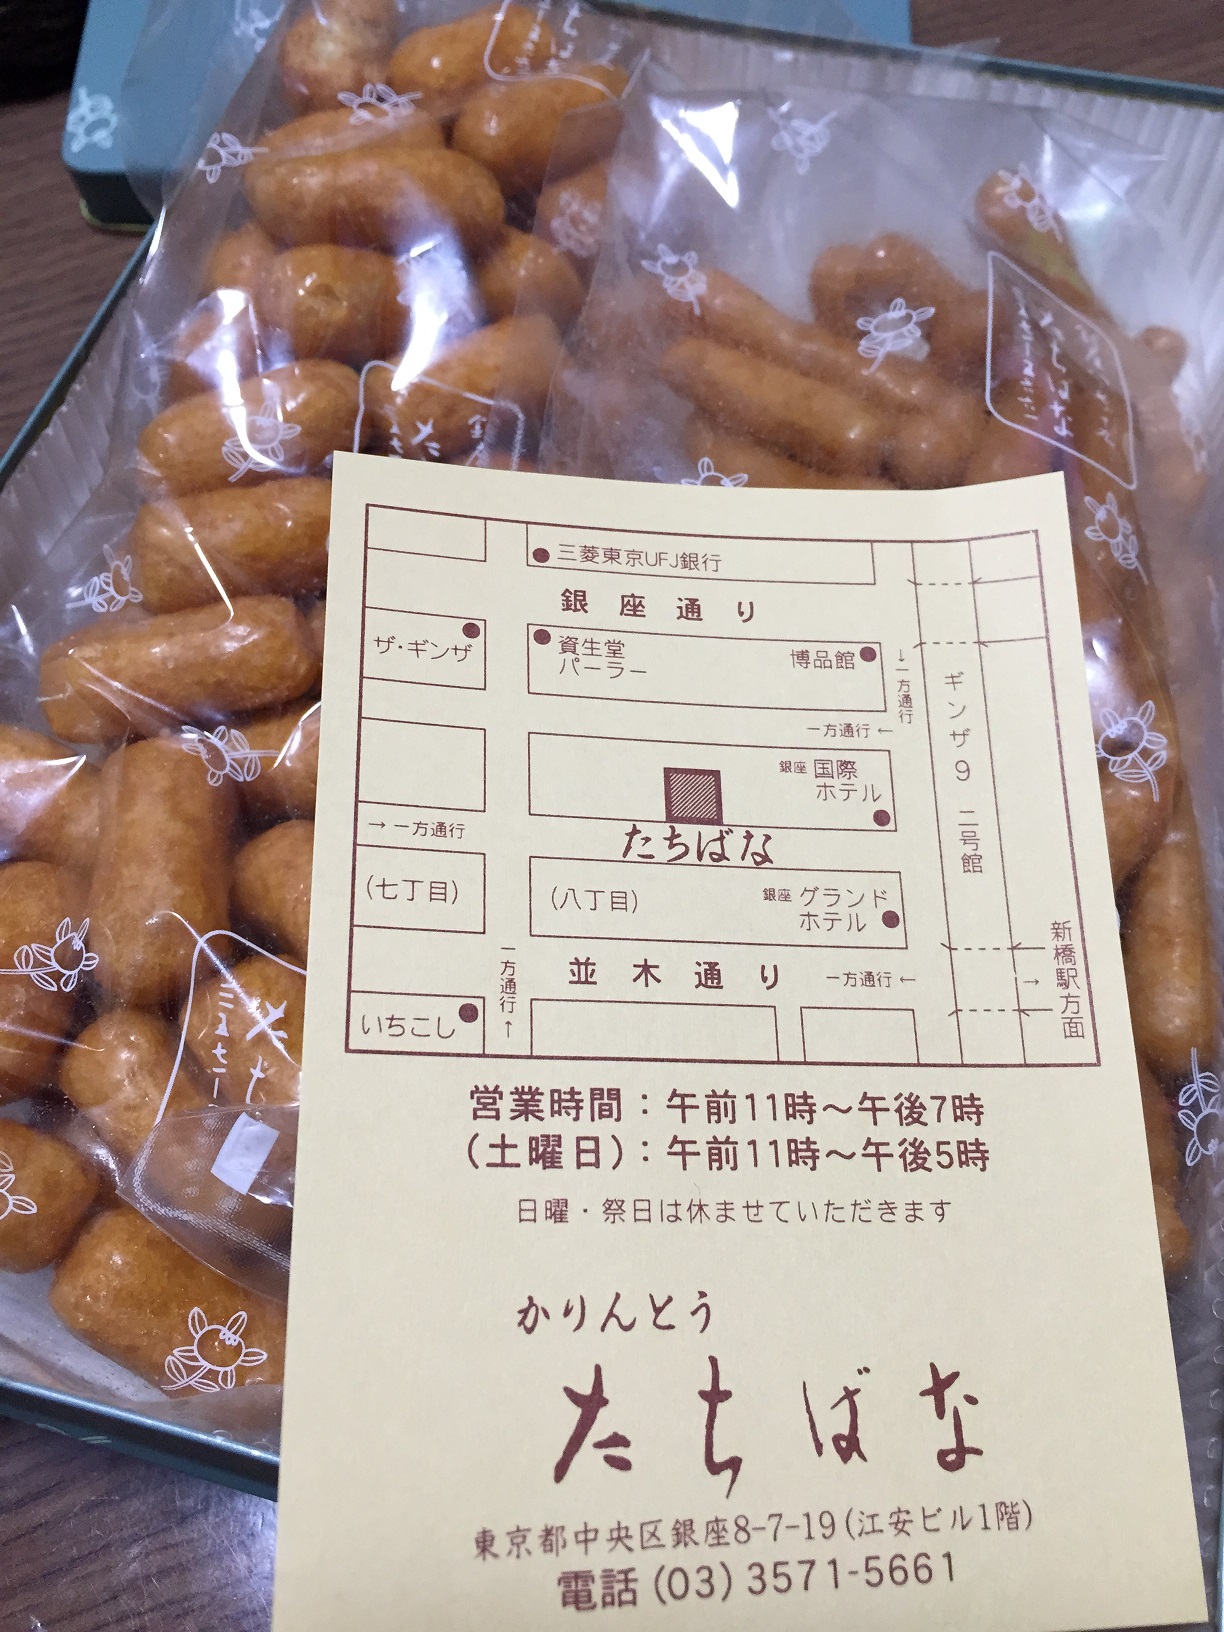 三菱東京UFJ銀行
銀座通り
ザ・ギンザ
資生堂
パーラー
博品館
↓一方通行
一方通行←
ギンザ9 二号館
銀座 国際
ホテル
たちばな
→一方通行
(七丁目)
(八丁目)
銀座 グランド
ホテル
一方通行↑
並木通り
一方通行←
→新橋駅方面
いちこし
営業時間:午前11時〜午後7時
(土曜日):午前11時〜午後5時
日曜・祭日は休ませていただきます
かりんとう
たちばな
東京都中央区銀座8-7-19(江安ビル1階)
電話(03)3571-5661